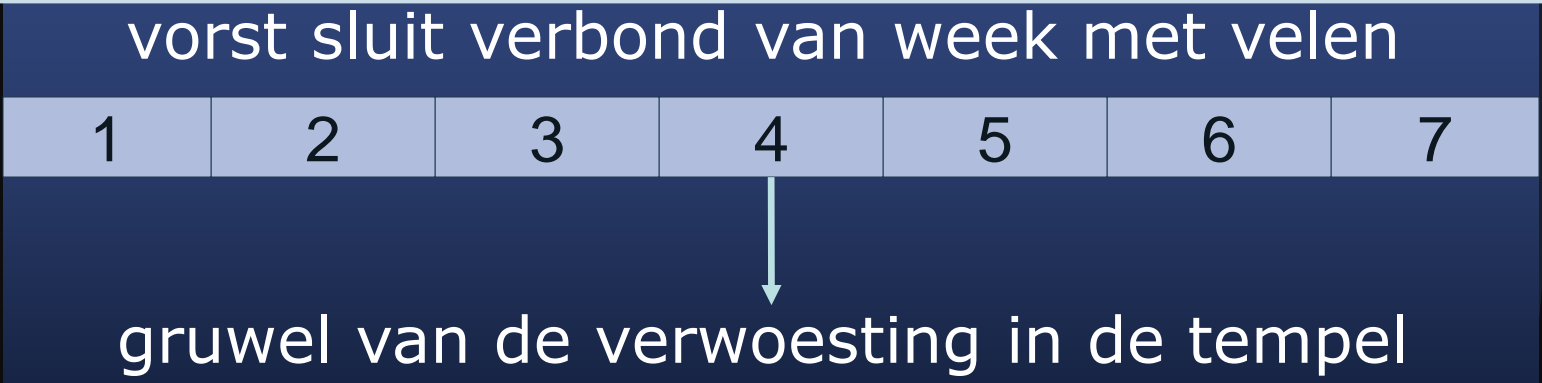 vorst sluit verbond van week met velen
1 2 3 4 5 6 7
gruwel van de verwoesting in de tempel